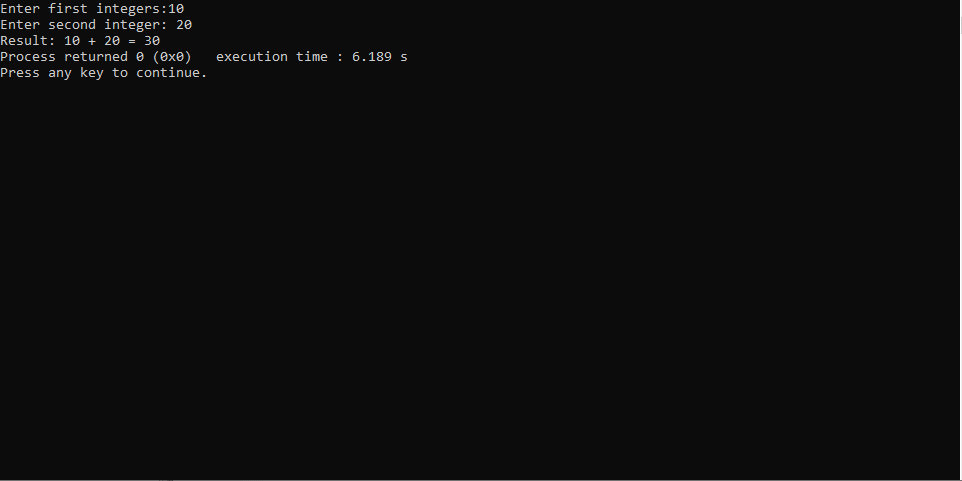 Enter first integers:10
Enter second integer: 20
Result: 10 + 20 = 30
Process returned 0 (0x0)   execution time : 6.189 s
Press any key to continue.